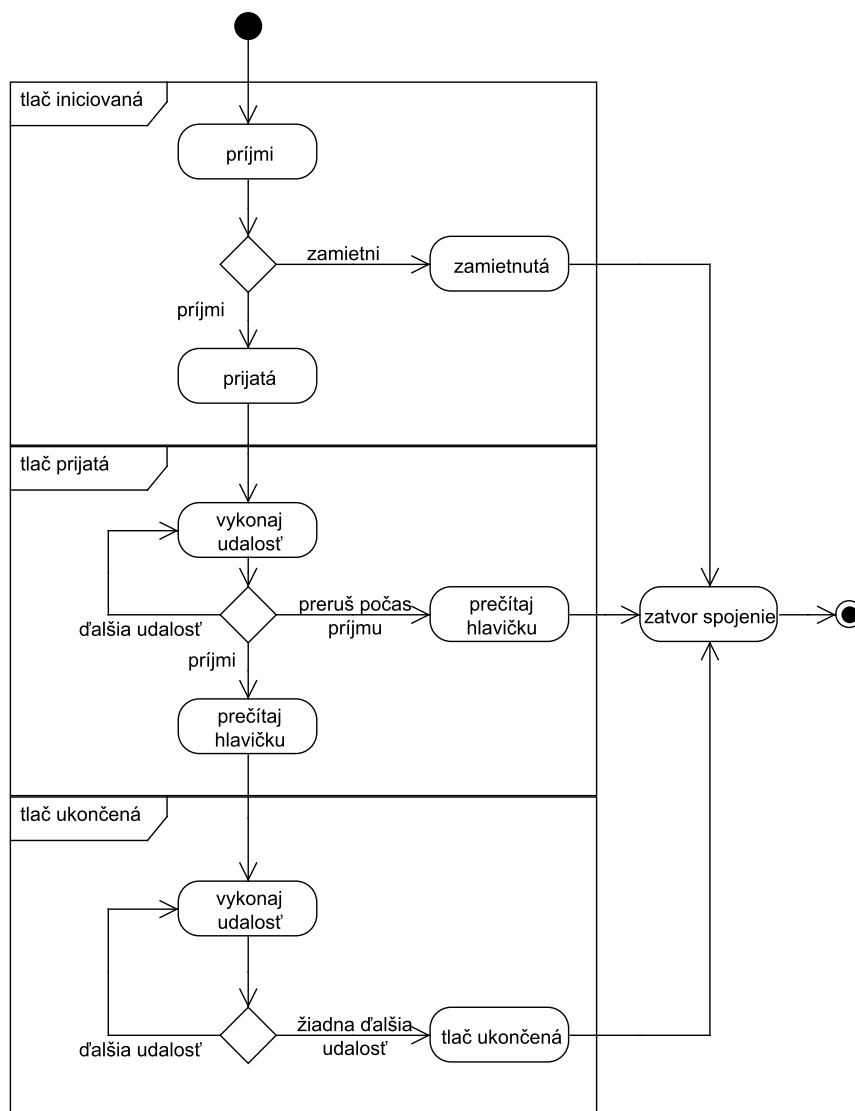 tlač iniciovaná
príjmi
zamietni
zamietnutá
príjmi
prijatá
tlač prijatá
vykonaj
udalosť
ďalšia udalosť
preruš počas
príjmu
prečítaj
hlavičku
zatvor spojenie
príjmi
prečítaj
hlavičku
tlač ukončená
vykonaj
udalosť
ďalšia udalosť
žiadna ďalšia
udalosť
tlač ukončená